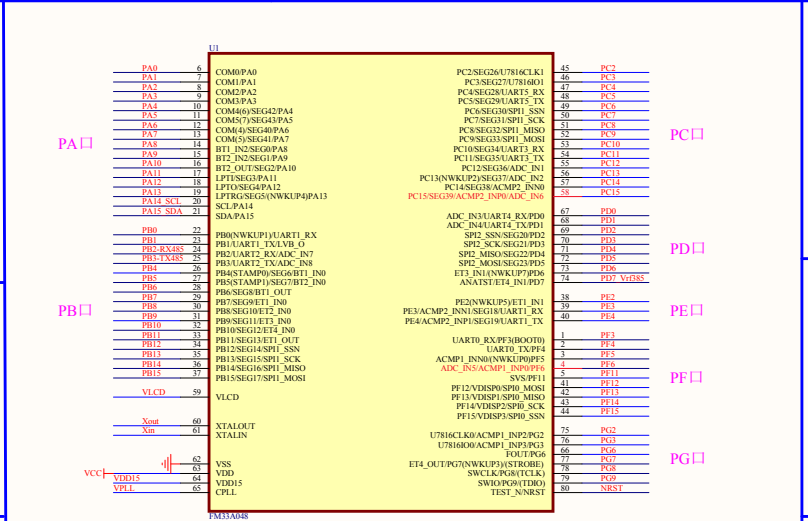 U1
PA0 6 COM0/PA0
PA1 7 COM1/PA1
PA2 8 COM2/PA2
PA3 9 COM3/PA3
PA4 10 COM4(6)/SEG42/PA4
PA5 11 COM5(7)/SEG43/PA5
PA6 12 COM(4)/SEG40/PA6
PA7 13 COM(5)/SEG41/PA7
PA8 14 BT1_IN2/SEG0/PA8
PA9 15 BT2_IN2/SEG1/PA9
PA10 16 BT2_OUT/SEG2/PA10
PA11 17 LPTI/SEG3/PA11
PA12 18 LPTO/SEG4/PA12
PA13 19 LPTRG/SEG5/(NWKUP4)PA13
PA14 SCL 20 SCL/PA14
PA15 SDA 21 SDA/PA15
PA口
PB0 22 PB0(NWKUP1)/UART1_RX
PB1 23 PB1/UART1_TX/LVB_O
PB2-RX485 24 PB2/UART2_RX/ADC_IN7
PB3-TX485 25 PB3/UART2_TX/ADC_IN8
PB4 26 PB4(STAMP0)/SEG6/BT1_IN0
PB5 27 PB5(STAMP1)/SEG7/BT2_IN0
PB6 28 PB6/SEG8/BT1_OUT
PB7 29 PB7/SEG9/ET1_IN0
PB8 30 PB8/SEG10/ET2_IN0
PB9 31 PB9/SEG11/ET3_IN0
PB10 32 PB10/SEG12/ET4_IN0
PB11 33 PB11/SEG13/ET1_OUT
PB12 34 PB12/SEG14/SPI1_SSN
PB13 35 PB13/SEG15/SPI1_SCK
PB14 36 PB14/SEG16/SPI1_MISO
PB15 37 PB15/SEG17/SPI1_MOSI
PB口
VLCD 59 VLCD
Xout 60 XTALOUT
Xin 61 XTALIN
62 VSS
VCC 63 VDD
VDD15 64 VDD15
VPLL 65 CPLL
FM33A048
PC2/SEG26/U7816CLK1 45 PC2
PC3/SEG27/U7816IO1 46 PC3
PC4/SEG28/UART5_RX 47 PC4
PC5/SEG29/UART5_TX 48 PC5
PC6/SEG30/SPI1_SSN 49 PC6
PC7/SEG31/SPI1_SCK 50 PC7
PC8/SEG32/SPI1_MISO 51 PC8
PC9/SEG33/SPI1_MOSI 52 PC9
PC10/SEG34/UART3_RX 53 PC10
PC11/SEG35/UART3_TX 54 PC11
PC12/SEG36/ADC_IN1 55 PC12
PC13(NWKUP2)/SEG37/ADC_IN2 56 PC13
PC14/SEG38/ACMP2_INN0 57 PC14
PC15/SEG39/ACMP2_INP0/ADC_IN6 58 PC15
PC口
ADC_IN3/UART4_RX/PD0 67 PD0
ADC_IN4/UART4_TX/PD1 68 PD1
SPI2_SSN/SEG20/PD2 69 PD2
SPI2_SCK/SEG21/PD3 70 PD3
SPI2_MISO/SEG22/PD4 71 PD4
SPI2_MOSI/SEG23/PD5 72 PD5
ET3_IN1/(NWKUP7)PD6 73 PD6
ANATST/ET4_IN1/PD7 74 PD7 Vrf385
PD口
PE2(NWKUP5)/ET1_IN1 38 PE2
PE3/ACMP2_INN1/SEG18/UART1_RX 39 PE3
PE4/ACMP2_INP1/SEG19/UART1_TX 40 PE4
PE口
UART0_RX/PF3(BOOT0) 1 PF3
UART0_TX/PF4 2 PF4
ACMP1_INN0/(NWKUP0)PF5 3 PF5
ADC_IN5/ACMP1_INP0/PF6 4 PF6
SVS/PF11 5 PF11
PF12/VDISP0/SPI0_MOSI 41 PF12
PF13/VDISP1/SPI0_MISO 42 PF13
PF14/VDISP2/SPI0_SCK 43 PF14
PF15/VDISP3/SPI0_SSN 44 PF15
PF口
U7816CLK0/ACMP1_INP2/PG2 75 PG2
U7816IO0/ACMP1_INP3/PG3 76 PG3
FOUT/PG6 66 PG6
ET4_OUT/PG7(NWKUP3)/(STROBE) 77 PG7
SWCLK/PG8/(TCLK) 78 PG8
SWIO/PG9/(TDIO) 79 PG9
TEST_N/NRST 80 NRST
PG口